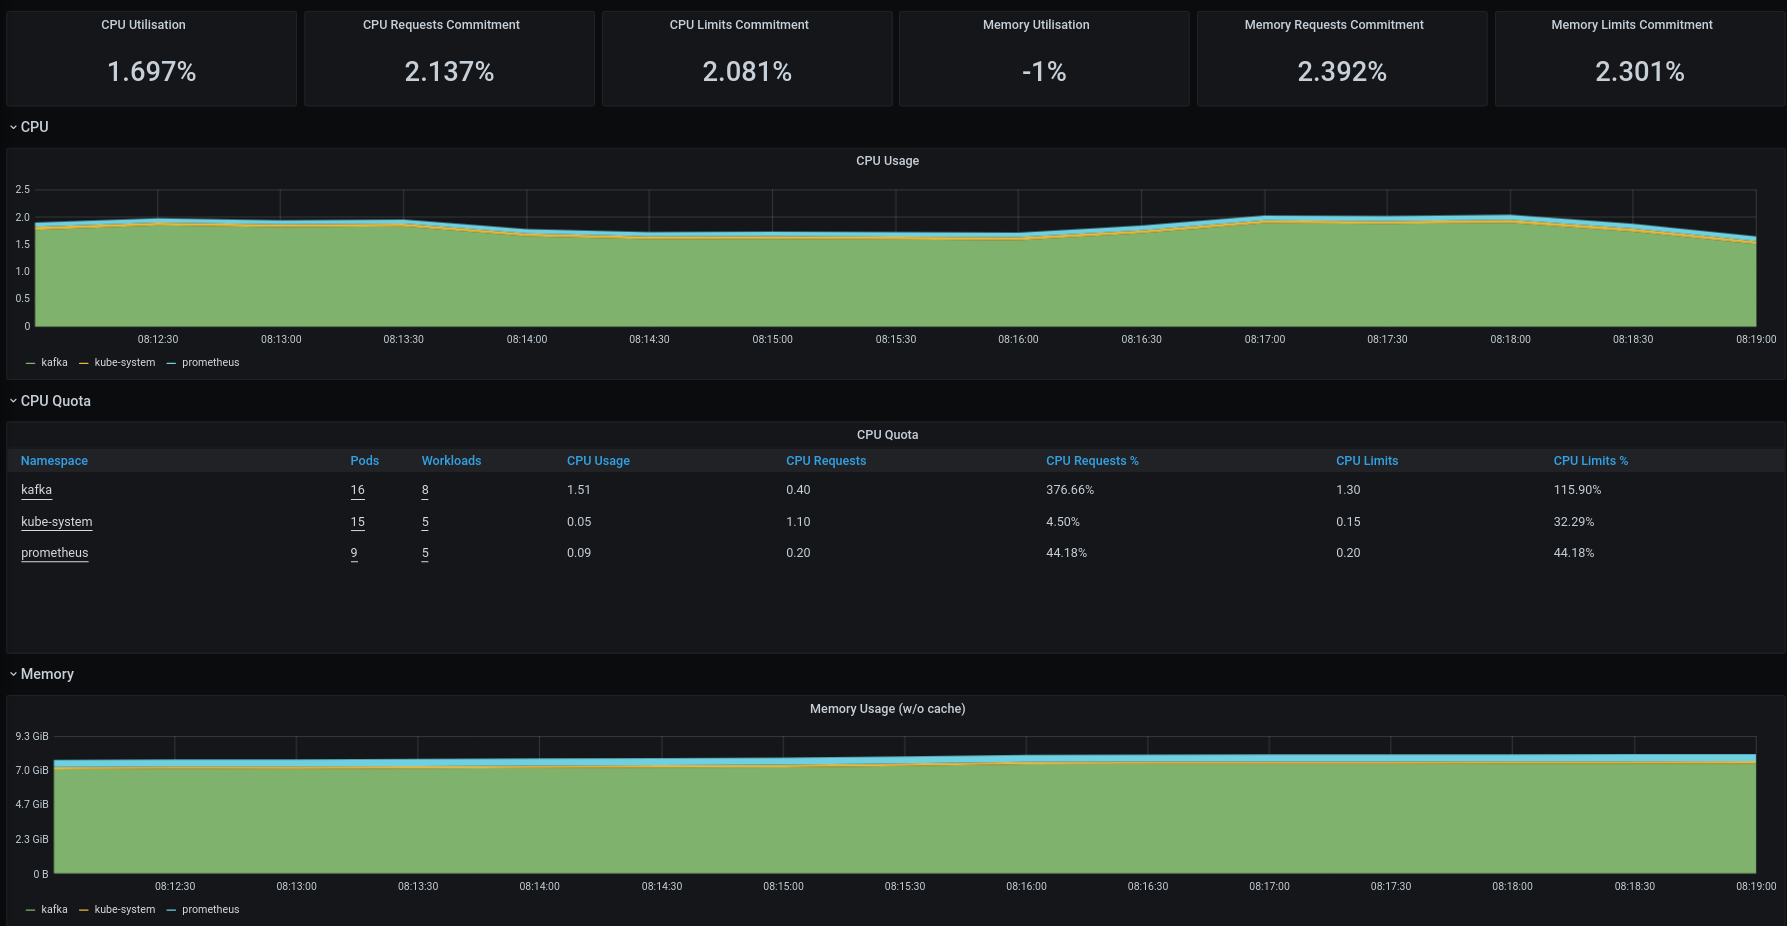 CPU Utilisation CPU Requests Commitment CPU Limits Commitment Memory Utilisation Memory Requests Commitment Memory Limits Commitment
1.697% 2.137% 2.081% -1% 2.392% 2.301%
CPU
CPU Usage
2.5
2.0
1.5
1.0
0.5
0
08:12:30 08:13:00 08:13:30 08:14:00 08:14:30 08:15:00 08:15:30 08:16:00 08:16:30 08:17:00 08:17:30 08:18:00 08:18:30 08:19:00
kafka kube-system prometheus
CPU Quota
CPU Quota
Namespace Pods Workloads CPU Usage CPU Requests CPU Requests % CPU Limits CPU Limits %
kafka 16 8 1.51 0.40 376.66% 1.30 115.90%
kube-system 15 5 0.05 1.10 4.50% 0.15 32.29%
prometheus 9 5 0.09 0.20 44.18% 0.20 44.18%
Memory
Memory Usage (w/o cache)
9.3 GiB
7.0 GiB
4.7 GiB
2.3 GiB
0 B
08:12:30 08:13:00 08:13:30 08:14:00 08:14:30 08:15:00 08:15:30 08:16:00 08:16:30 08:17:00 08:17:30 08:18:00 08:18:30 08:19:00
kafka kube-system prometheus